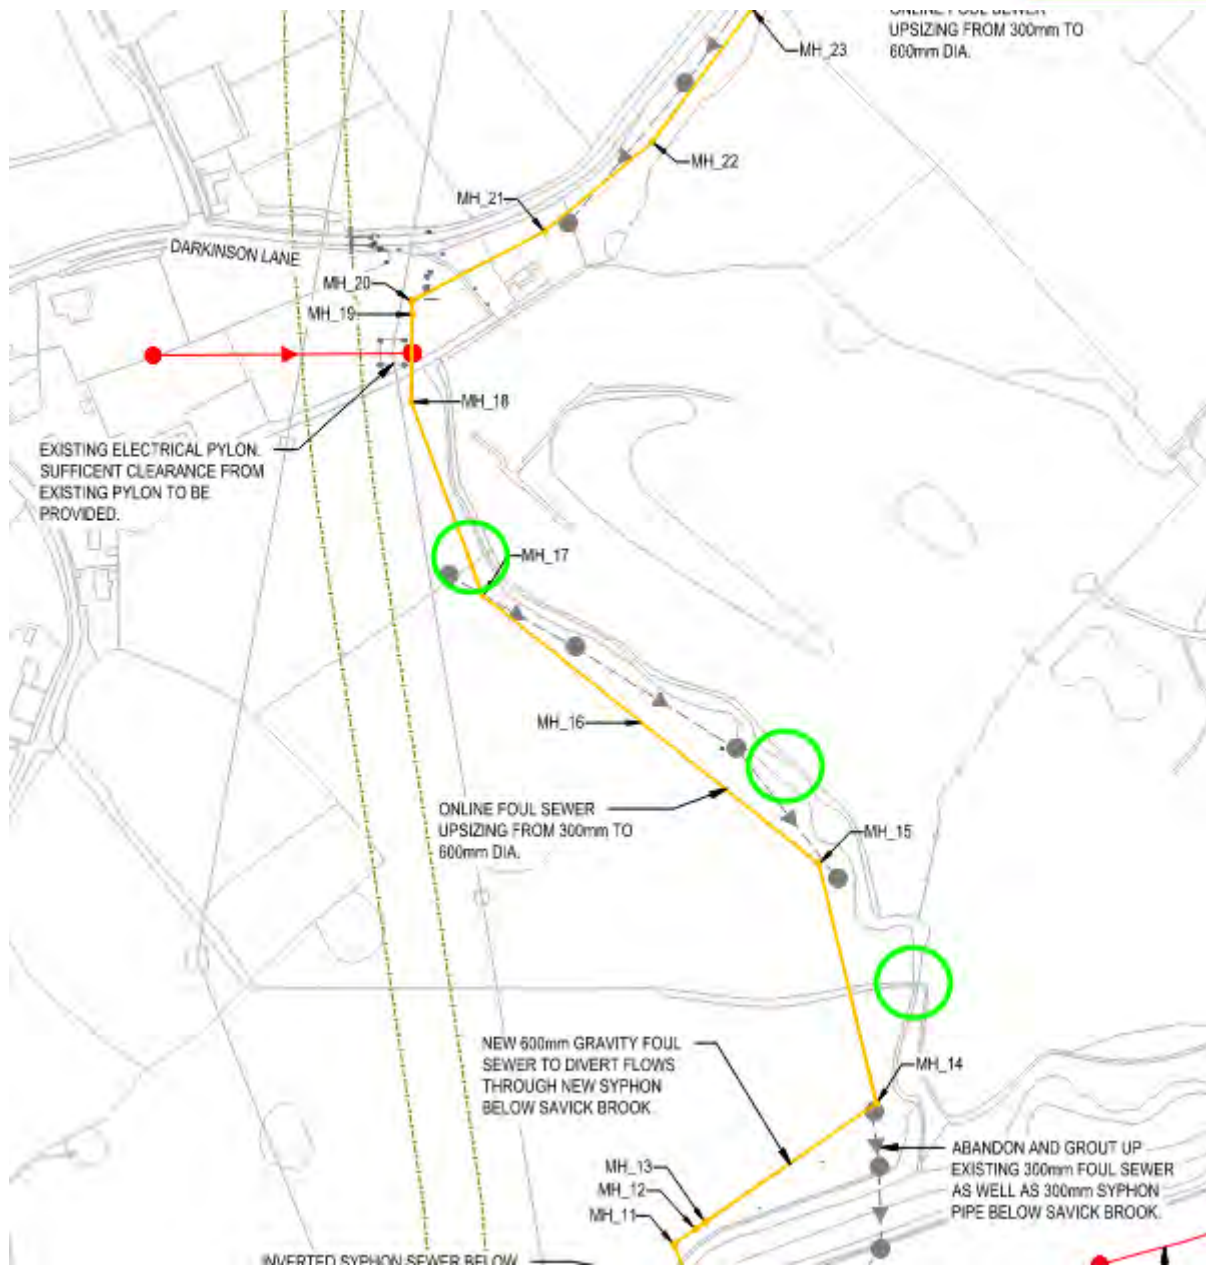 UPSIZING FROM 300mm TO
600mm DIA.
MH_23
MH_22
MH_21
DARKINSON LANE
MH_20
MH_19
MH_18
EXISTING ELECTRICAL PYLON.
SUFFICENT CLEARANCE FROM
EXISTING PYLON TO BE
PROVIDED.
MH_17
MH_16
ONLINE FOUL SEWER
UPSIZING FROM 300mm TO
600mm DIA.
MH_15
NEW 600mm GRAVITY FOUL
SEWER TO DIVERT FLOWS
THROUGH NEW SYPHON
BELOW SAVICK BROOK
MH_14
ABANDON AND GROUT UP
EXISTING 300mm FOUL SEWER
AS WELL AS 300mm SYPHON
PIPE BELOW SAVICK BROOK.
MH_13
MH_12
MH_11
INVERTED SYPHON SEWER BELOW